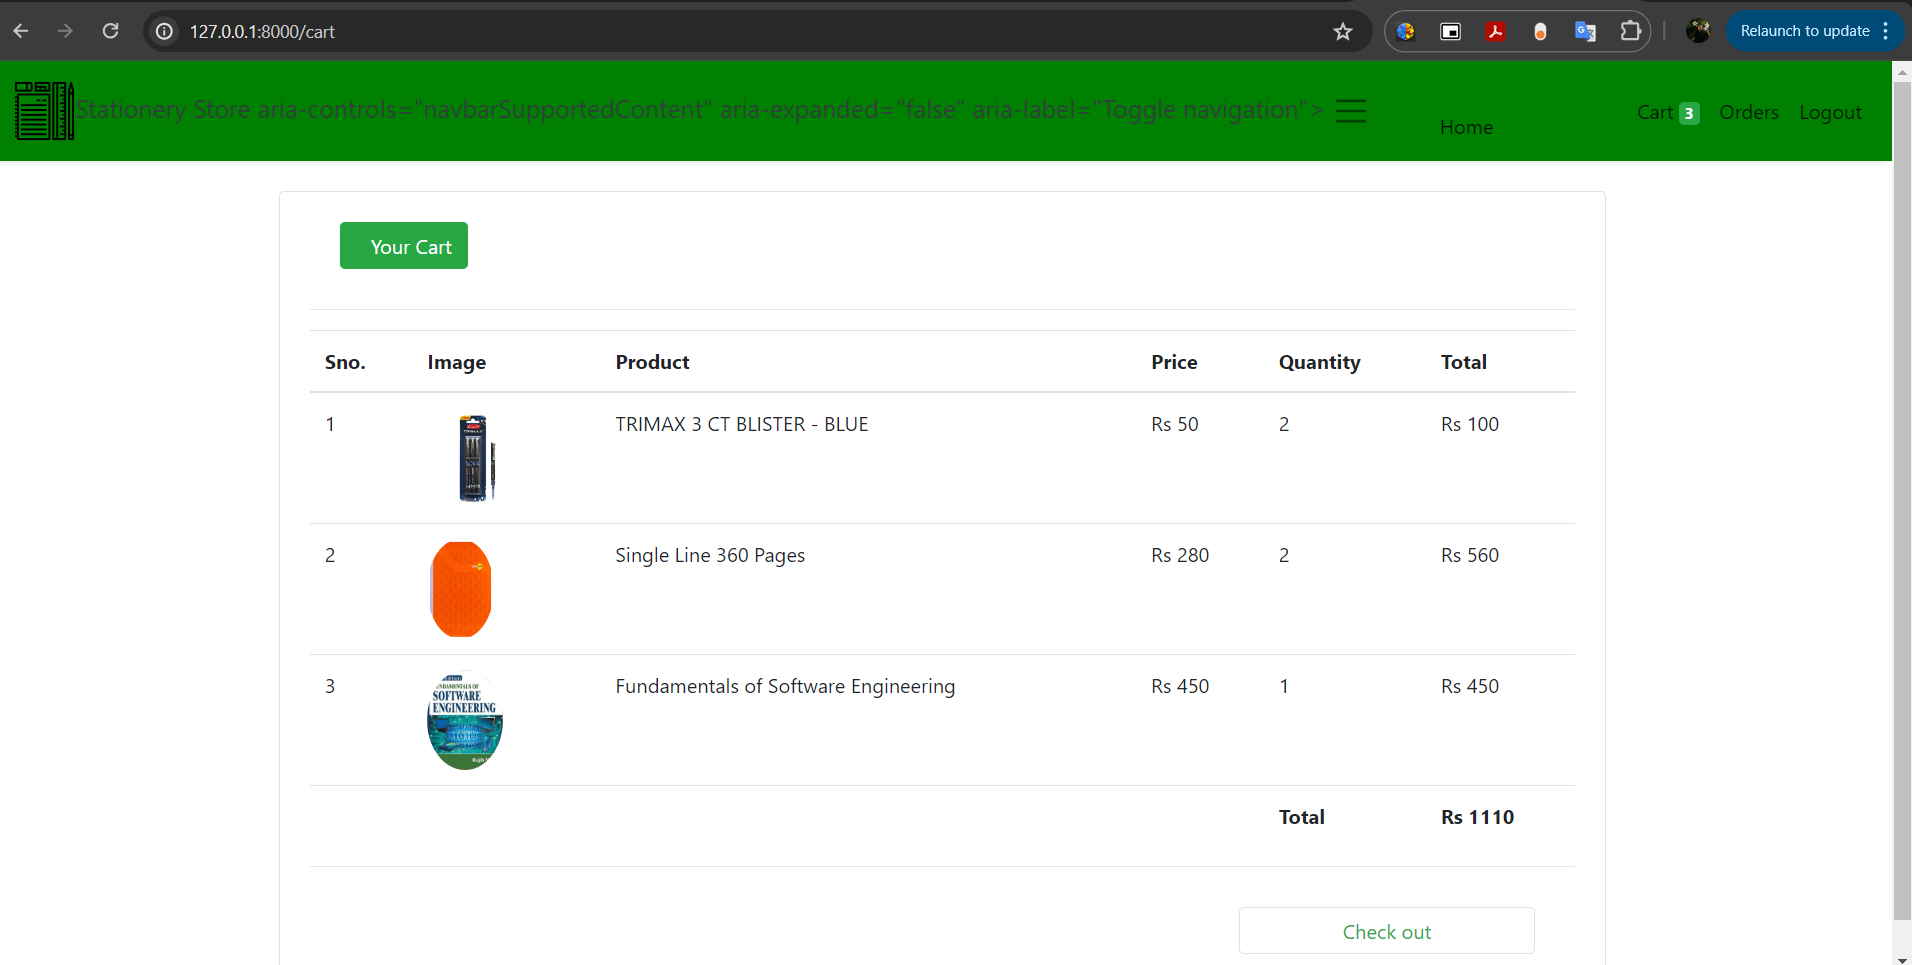 127.0.0.1:8000/cart
Relaunch to update
Stationery Store aria-controls="navbarSupportedContent" aria-expanded="false" aria-label="Toggle navigation">
Home
Cart 3 Orders Logout
Your Cart
Sno. Image Product Price Quantity Total
1 TRIMAX 3 CT BLISTER - BLUE Rs 50 2 Rs 100
TRIMAX
2 Single Line 360 Pages Rs 280 2 Rs 560
3 Fundamentals of Software Engineering Rs 450 1 Rs 450
SOFTWARE
ENGINEERING
Total Rs 1110
Check out